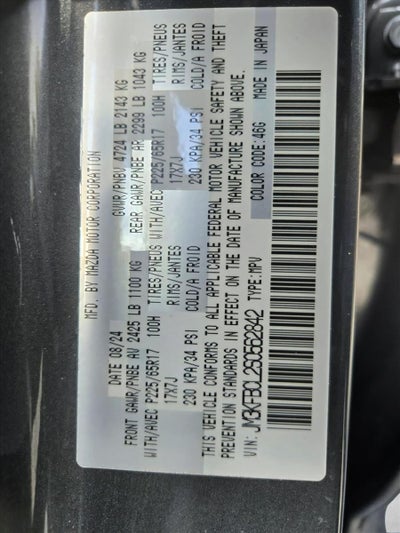 MFD. BY MAZDA MOTOR CORPORATION
DATE 08/24 GVWR/PNBV 4724 LB 2143 KG
FRONT GAWR/PNBE AV 2425 LB 1100 KG REAR GAWR/PNBE AR 2299 LB 1043 KG
WITH/AVEC P225/65R17 100H TIRES/PNEUS WITH/AVEC P225/65R17 100H TIRES/PNEUS
17X7J RIMS/JANTES 17X7J RIMS/JANTES
230 KPA/34 PSI COLD/A FROID 230 KPA/34 PSI COLD/A FROID
THIS VEHICLE CONFORMS TO ALL APPLICABLE FEDERAL MOTOR VEHICLE SAFETY AND THEFT
PREVENTION STANDARDS IN EFFECT ON THE DATE OF MANUFACTURE SHOWN ABOVE.
VIN: JM3KFBCL2S0562842 TYPE:MPV COLOR CODE:46G MADE IN JAPAN